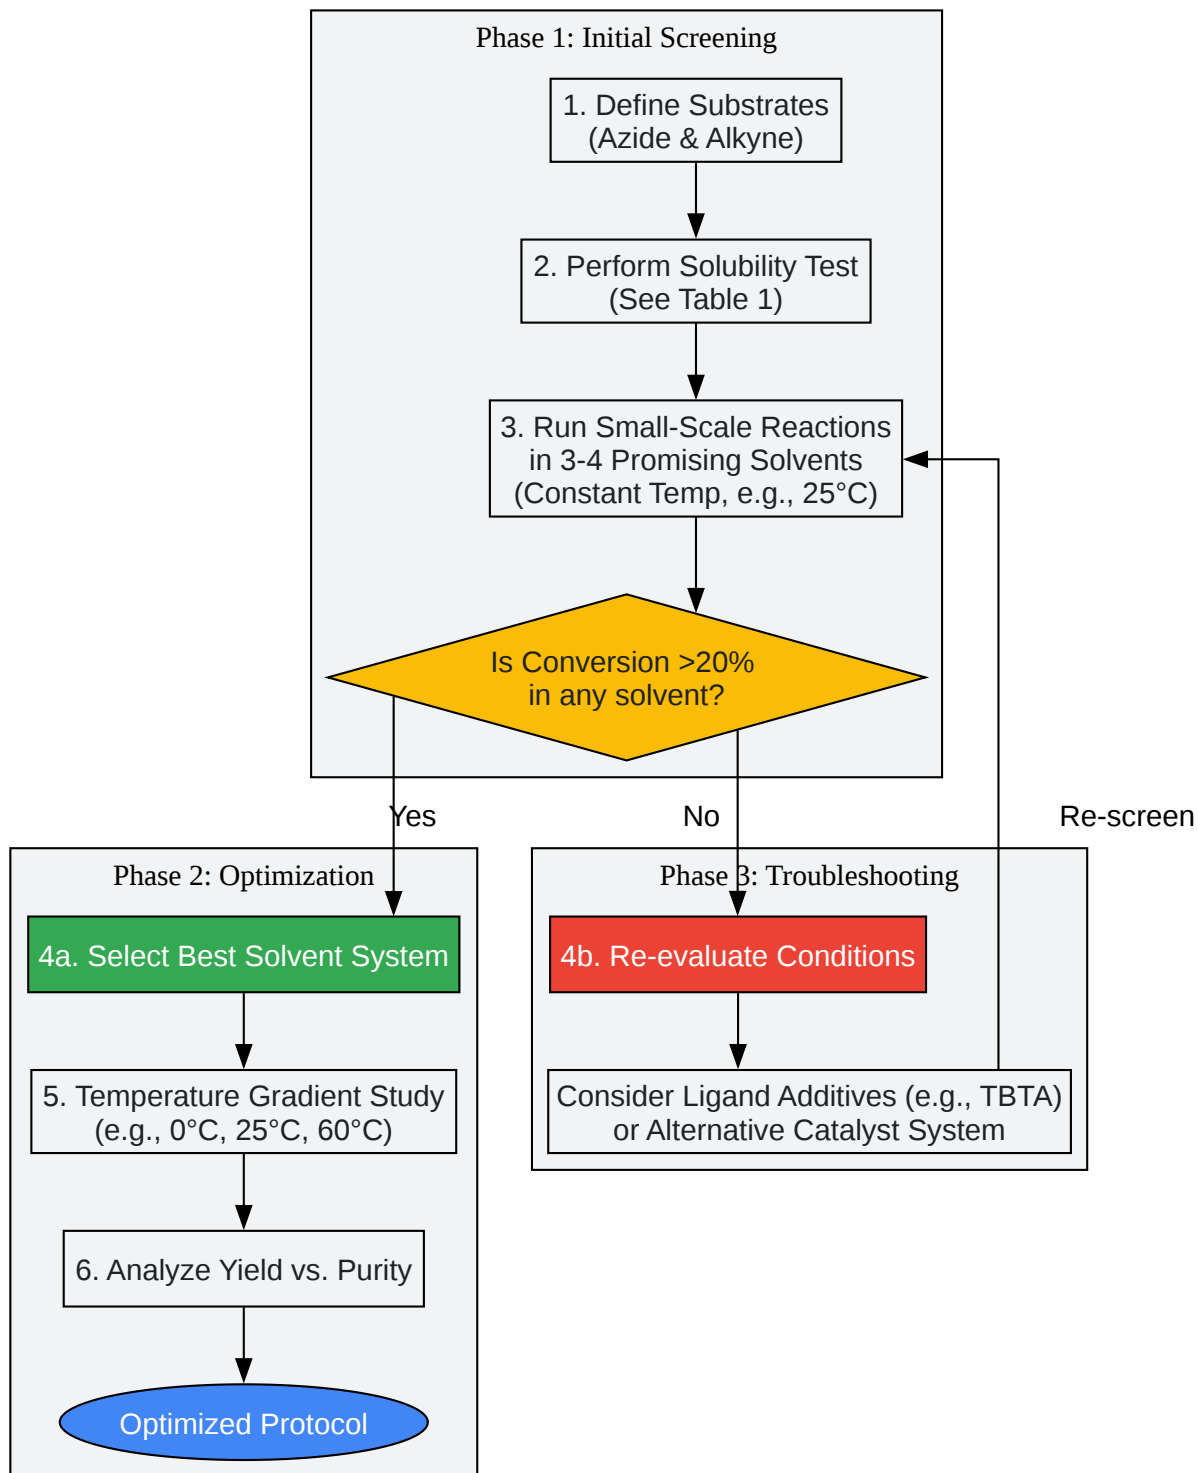 Phase 1: Initial Screening
1. Define Substrates
(Azide & Alkyne)
2. Perform Solubility Test
(See Table 1)
3. Run Small-Scale Reactions
in 3-4 Promising Solvents
(Constant Temp, e.g., 25°C)
Is Conversion >20%
in any solvent?
Yes
No
Re-screen
Phase 2: Optimization
4a. Select Best Solvent System
5. Temperature Gradient Study
(e.g., 0°C, 25°C, 60°C)
6. Analyze Yield vs. Purity
Optimized Protocol
Phase 3: Troubleshooting
4b. Re-evaluate Conditions
Consider Ligand Additives (e.g., TBTA)
or Alternative Catalyst System